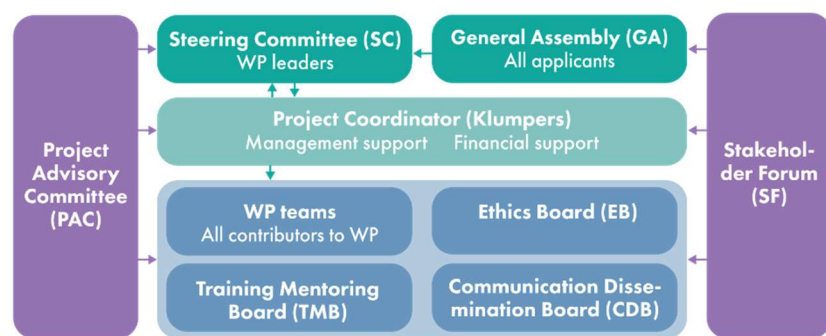 Project
Advisory
Committee
(PAC)
Steering Committee (SC)
WP leaders
General Assembly (GA)
All applicants
Project Coordinator (Klumpers)
Management support Financial support
WP teams
All contributors to WP
Ethics Board (EB)
Training Mentoring
Board (TMB)
Communication Disse-
mination Board (CDB)
Stakehol-
der Forum
(SF)